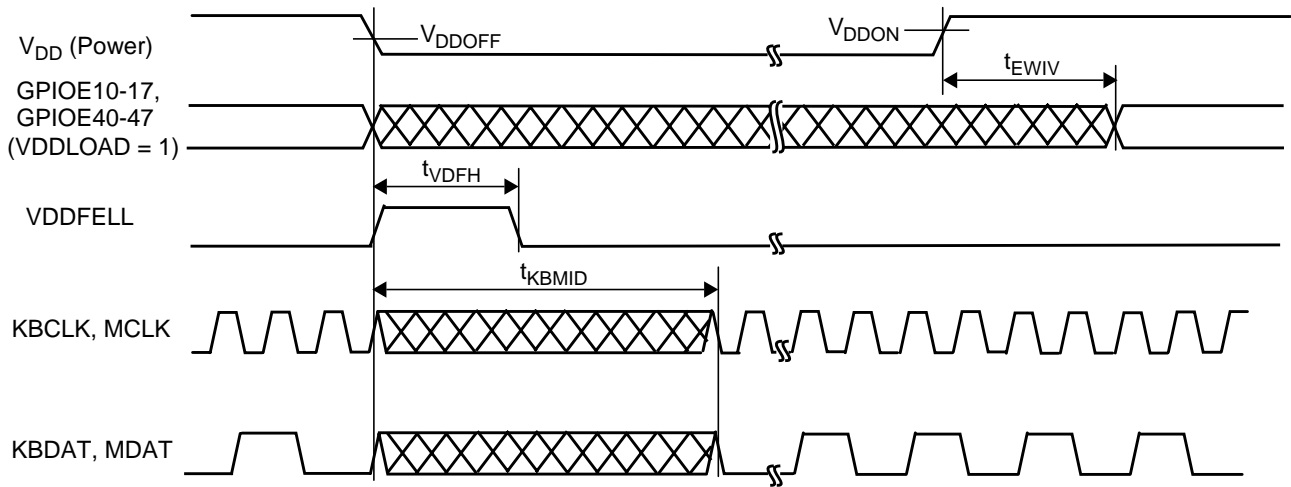 V_DD (Power)
V_DDOFF
V_DDON
t_EWIV
GPIOE10-17,
GPIOE40-47
(VDDLOAD = 1)
t_VDFH
VDDFELL
t_KBMID
KBCLK, MCLK
KBDAT, MDAT